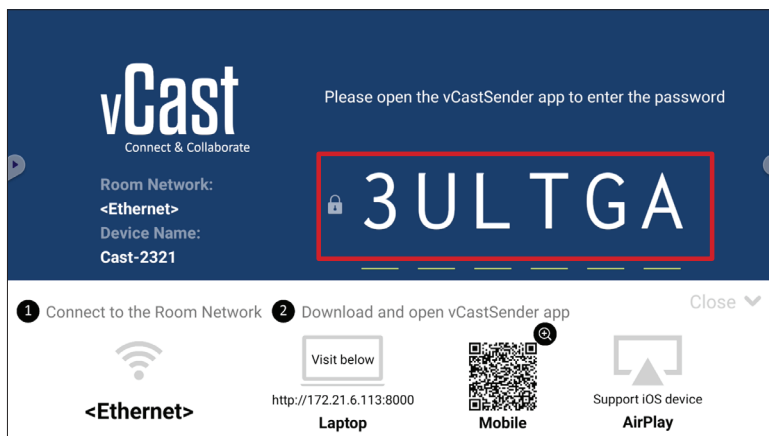 vCast
Connect & Collaborate
Please open the vCastSender app to enter the password
Room Network:
<Ethernet>
Device Name:
Cast-2321
3ULTGA
1 Connect to the Room Network
2 Download and open vCastSender app
Close
<Ethernet>
Visit below
http://172.21.6.113:8000
Laptop
Mobile
Support iOS device
AirPlay